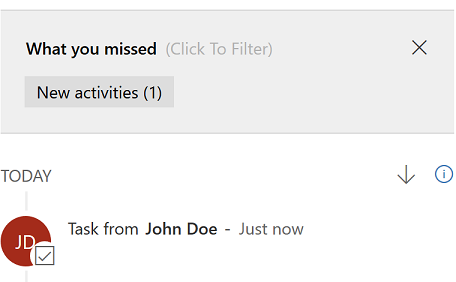 What you missed (Click To Filter)
New activities (1)
TODAY
Task from John Doe - Just now
JD